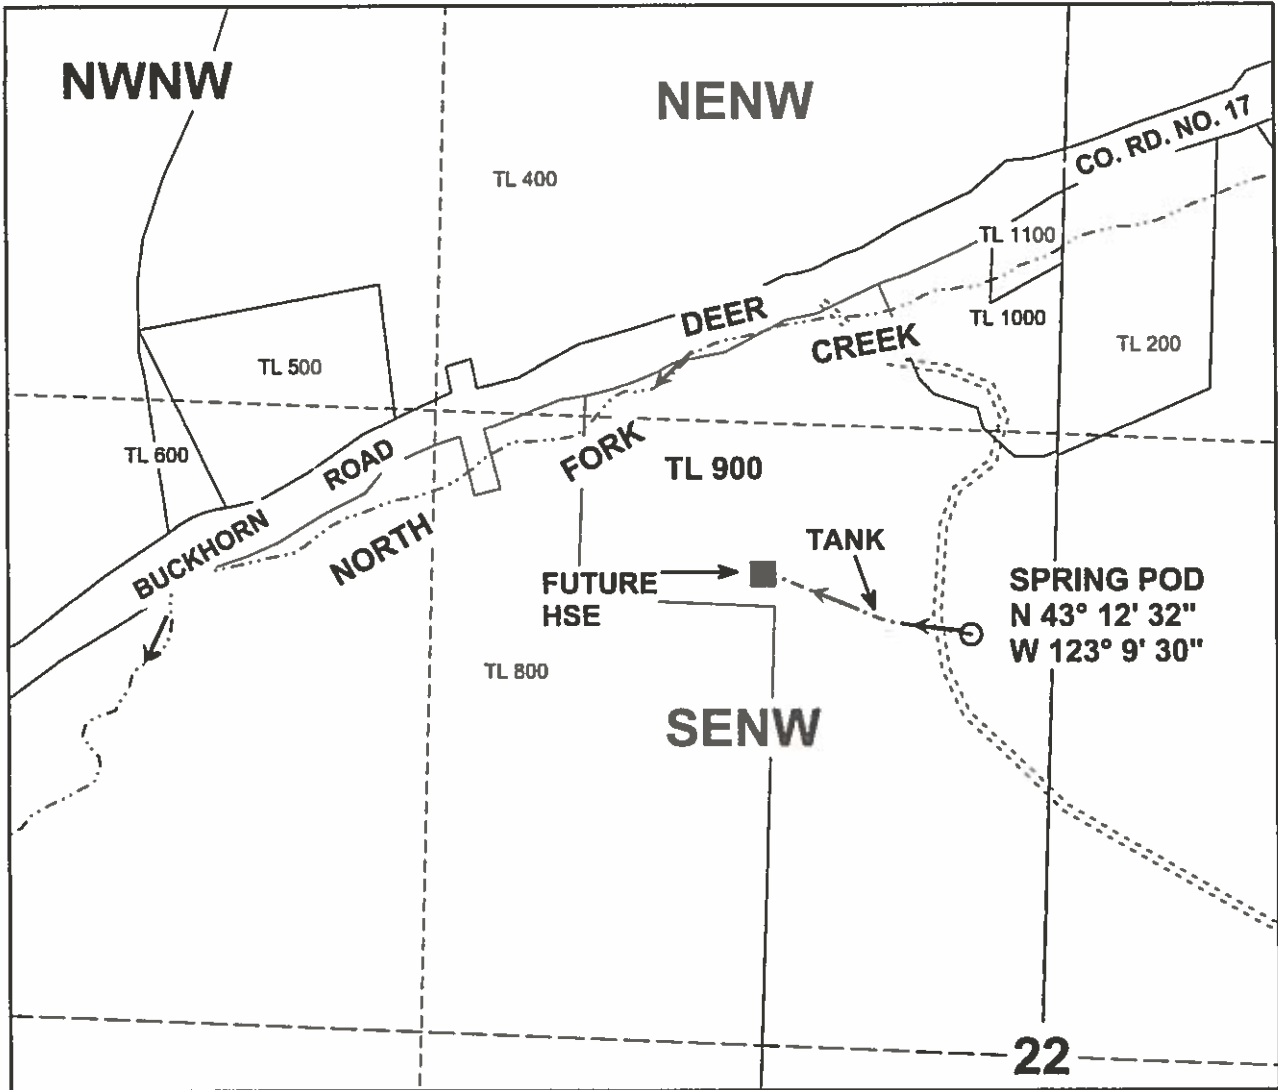 NWNW
NENW
CO. RD. NO. 17
TL 400
TL 1100
DEER
TL 1000
CREEK
TL 200
TL 500
TL 600
ROAD
FORK
TL 900
BUCKHORN
NORTH
TANK
FUTURE
HSE
SPRING POD
N 43° 12' 32"
W 123° 9' 30"
TL 800
SENW
22